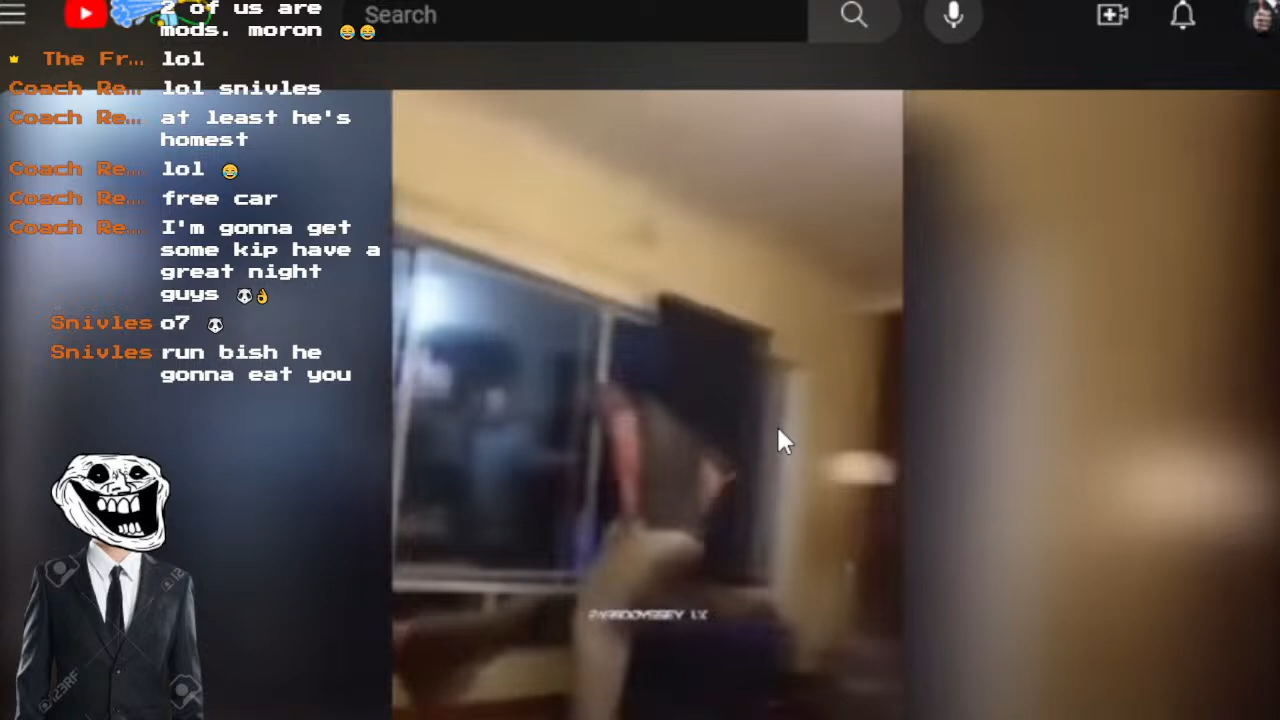 Search
2 of us are
mods. moron 😂😂
The Fr… lol
Coach Re… lol snivles
Coach Re… at least he's
homest
Coach Re… lol 😂
Coach Re… free car
Coach Re… I'm gonna get
some kip have a
great night
guys 🐼👌
Snivles o7 🐼
Snivles run bish he
gonna eat you
123RF